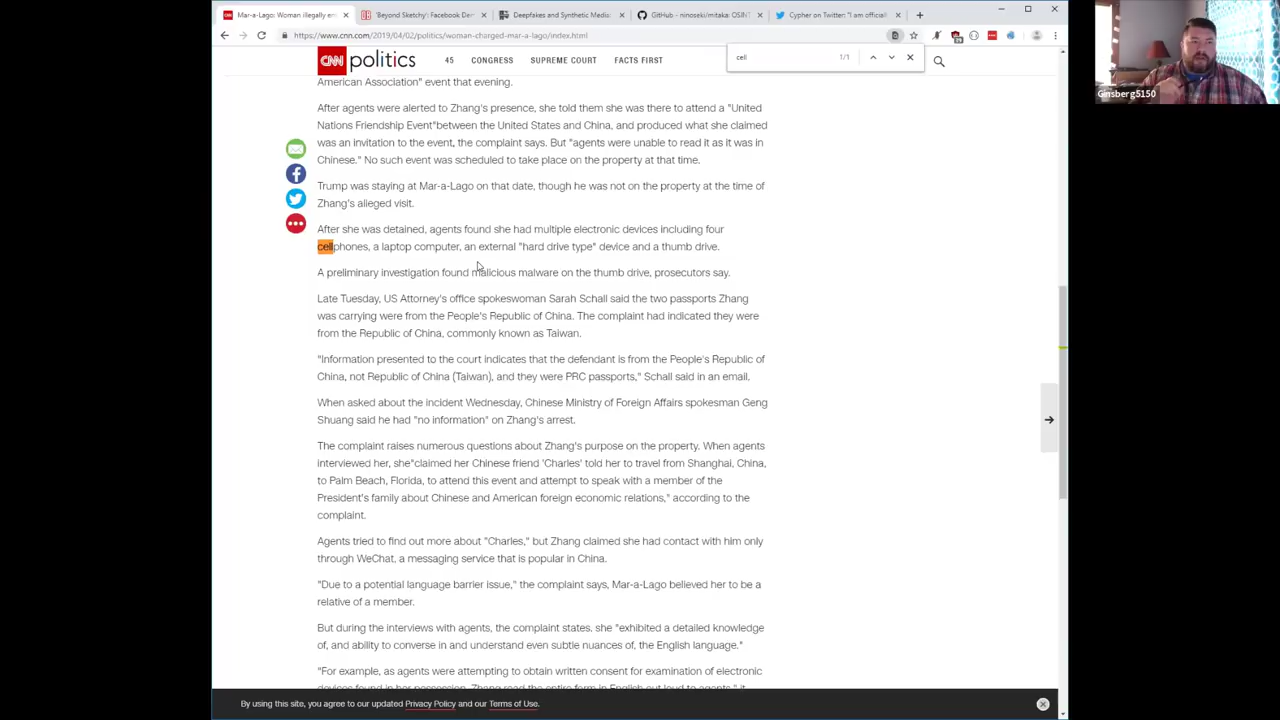 Mar-a-Lago: Woman illegally en
'Beyond Sketchy': Facebook Den
Deepfakes and Synthetic Media:
GitHub - ninoseki/mitaka: OSINT
Cypher on Twitter: "I am official
https://www.cnn.com/2019/04/02/politics/woman-charged-mar-a-lago/index.html
CNN politics
45 CONGRESS SUPREME COURT FACTS FIRST
cell 1/1
Ginsberg5150
American Association" event that evening.
After agents were alerted to Zhang's presence, she told them she was there to attend a "United
Nations Friendship Event"between the United States and China, and produced what she claimed
was an invitation to the event, the complaint says. But "agents were unable to read it as it was in
Chinese." No such event was scheduled to take place on the property at that time.
Trump was staying at Mar-a-Lago on that date, though he was not on the property at the time of
Zhang's alleged visit.
After she was detained, agents found she had multiple electronic devices including four
cellphones, a laptop computer, an external "hard drive type" device and a thumb drive.
A preliminary investigation found malicious malware on the thumb drive, prosecutors say.
Late Tuesday, US Attorney's office spokeswoman Sarah Schall said the two passports Zhang
was carrying were from the People's Republic of China. The complaint had indicated they were
from the Republic of China, commonly known as Taiwan.
"Information presented to the court indicates that the defendant is from the People's Republic of
China, not Republic of China (Taiwan), and they were PRC passports," Schall said in an email.
When asked about the incident Wednesday, Chinese Ministry of Foreign Affairs spokesman Geng
Shuang said he had "no information" on Zhang's arrest.
The complaint raises numerous questions about Zhang's purpose on the property. When agents
interviewed her, she"claimed her Chinese friend 'Charles' told her to travel from Shanghai, China,
to Palm Beach, Florida, to attend this event and attempt to speak with a member of the
President's family about Chinese and American foreign economic relations," according to the
complaint.
Agents tried to find out more about "Charles," but Zhang claimed she had contact with him only
through WeChat, a messaging service that is popular in China.
"Due to a potential language barrier issue," the complaint says, Mar-a-Lago believed her to be a
relative of a member.
But during the interviews with agents, the complaint states, she "exhibited a detailed knowledge
of, and ability to converse in and understand even subtle nuances of, the English language."
"For example, as agents were attempting to obtain written consent for examination of electronic
devices found in her possession, Zhang read the entire form in English out loud to agents," it
By using this site, you agree to our updated Privacy Policy and our Terms of Use.